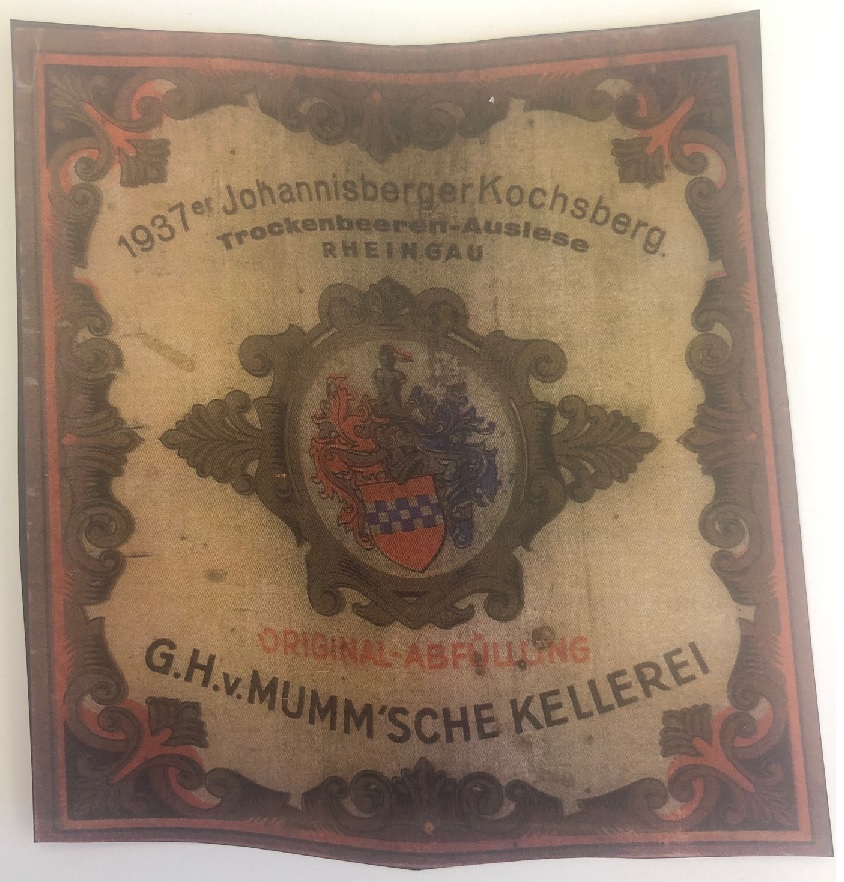 1937er Johannisberger Kochsberg.
Trockenbeeren-Auslese
RHEINGAU
ORIGINAL-ABFÜLLUNG
G.H.v.MUMM'SCHE KELLEREI